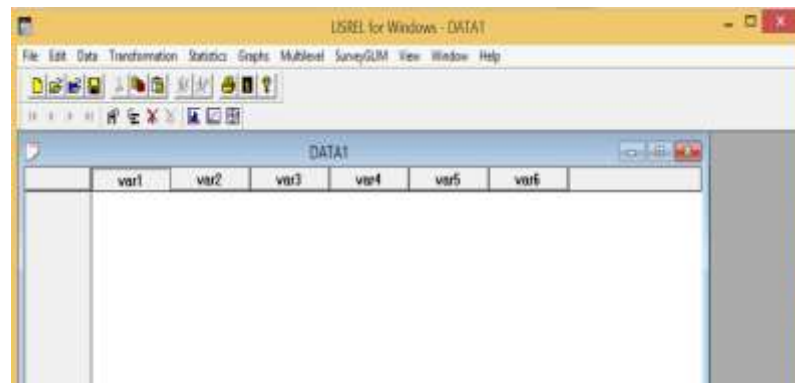 LISREL for Windows - DATA1
File Edit Data Transformation Statistics Graphs Multilevel SurveyGLIM View Window Help
DATA1
var1 var2 var3 var4 var5 var6